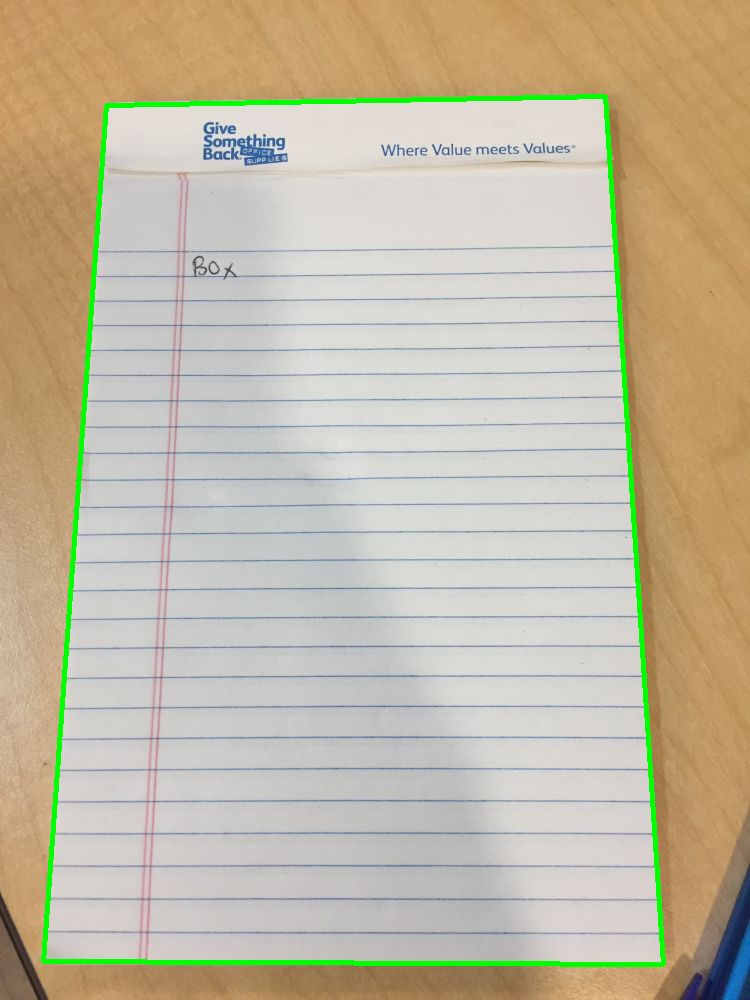 Give
Something
Back
OFFICE
SUPPLIES
Where Value meets Values®
BOX